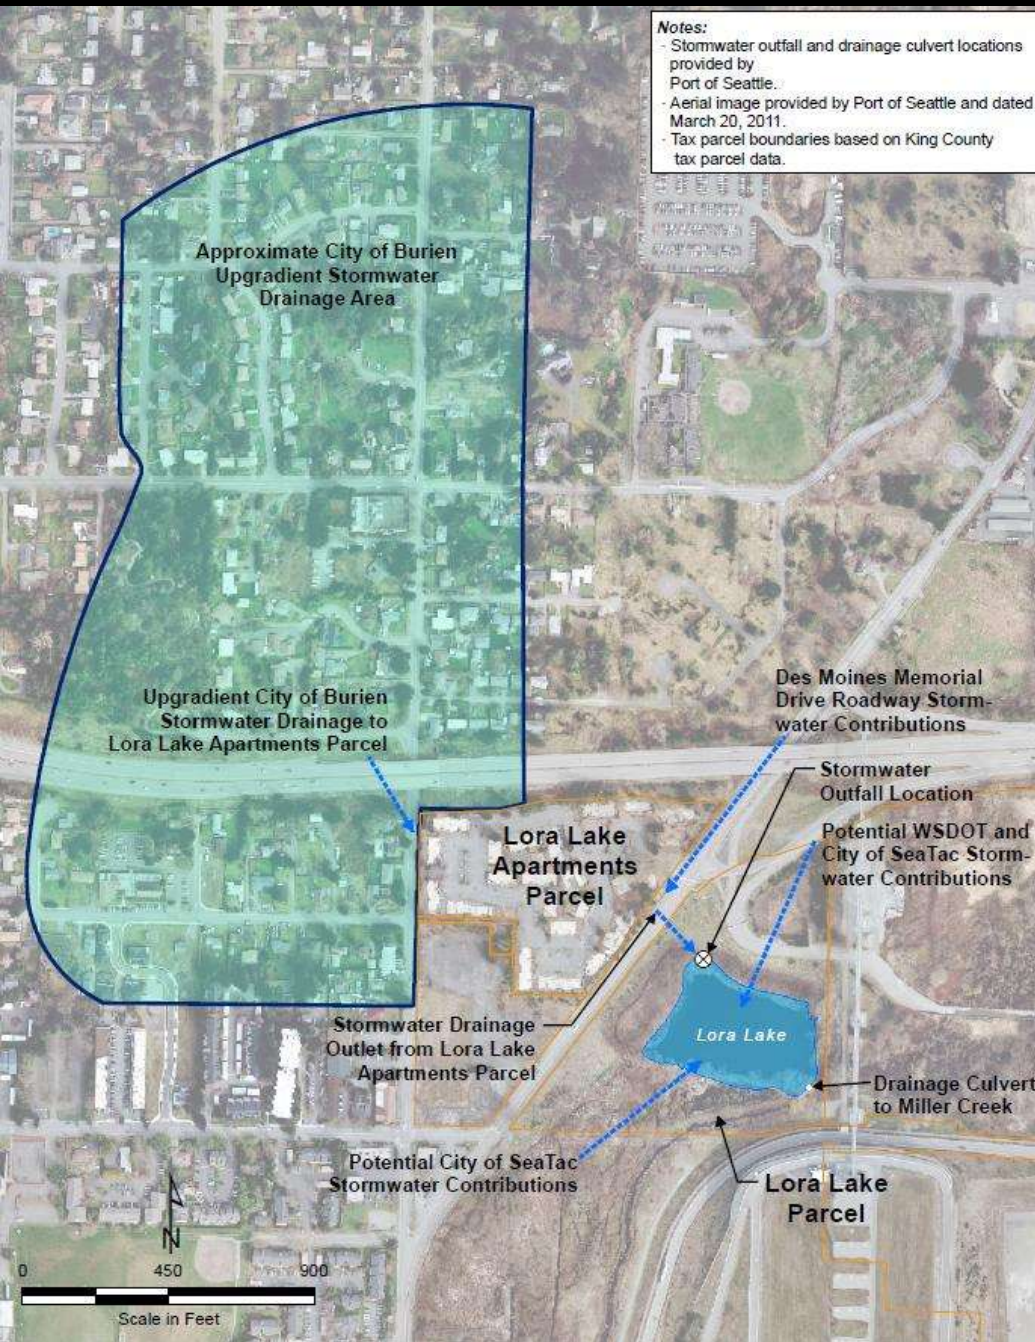 Notes:
- Stormwater outfall and drainage culvert locations
provided by
Port of Seattle.
- Aerial image provided by Port of Seattle and dated
March 20, 2011.
- Tax parcel boundaries based on King County
tax parcel data.
Approximate City of Burien
Upgradient Stormwater
Drainage Area
Upgradient City of Burien
Stormwater Drainage to
Lora Lake Apartments Parcel
Des Moines Memorial
Drive Roadway Storm-
water Contributions
Stormwater
Outfall Location
Potential WSDOT and
City of SeaTac Storm-
water Contributions
Lora Lake
Apartments
Parcel
Lora Lake
Stormwater Drainage
Outlet from Lora Lake
Apartments Parcel
Drainage Culvert
to Miller Creek
Potential City of SeaTac
Stormwater Contributions
Lora Lake
Parcel
N
0 450 900
Scale in Feet